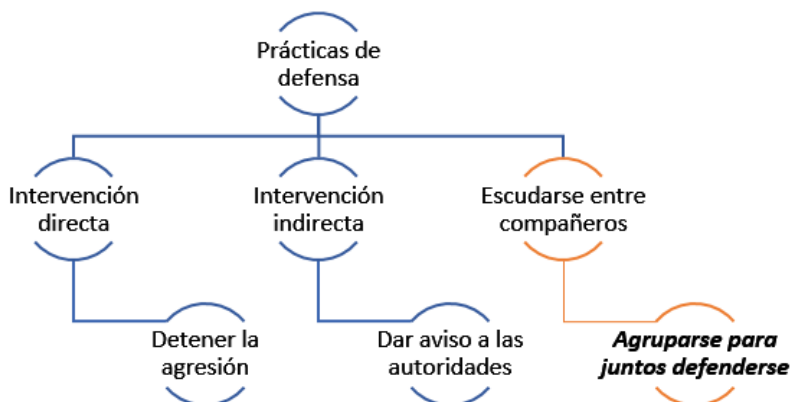 Prácticas de
defensa
Intervención
directa
Intervención
indirecta
Escudarse entre
compañeros
Detener la
agresión
Dar aviso a las
autoridades
Agruparse para
juntos defenderse